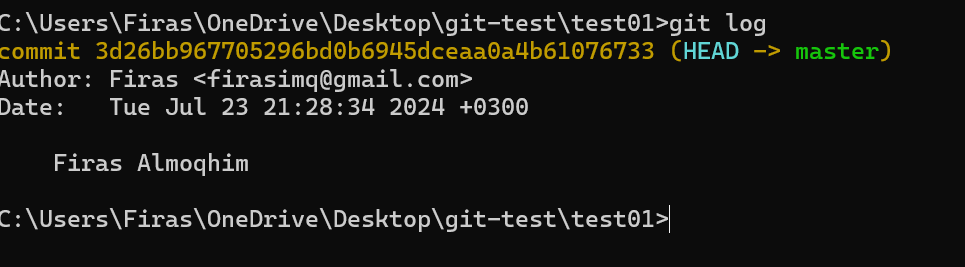 C:\Users\Firas\OneDrive\Desktop\git-test\test01>git log
commit 3d26bb967705296bd0b6945dceaa0a4b61076733 (HEAD -> master)
Author: Firas <firasimq@gmail.com>
Date:   Tue Jul 23 21:28:34 2024 +0300
    Firas Almoqhim
C:\Users\Firas\OneDrive\Desktop\git-test\test01>